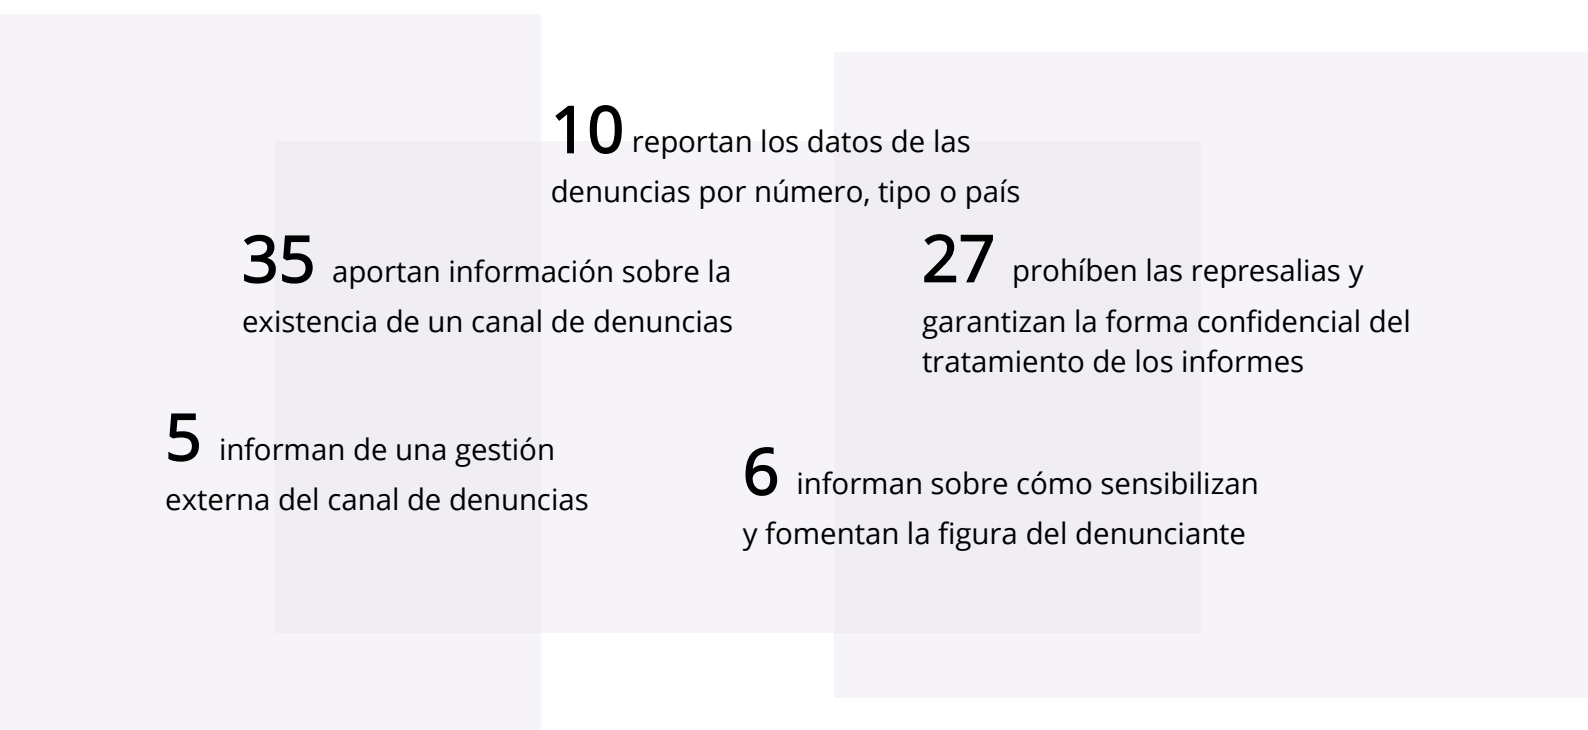 10 reportan los datos de las
denuncias por número, tipo o país
35 aportan información sobre la
existencia de un canal de denuncias
27 prohíben las represalias y
garantizan la forma confidencial del
tratamiento de los informes
5 informan de una gestión
externa del canal de denuncias
6 informan sobre cómo sensibilizan
y fomentan la figura del denunciante